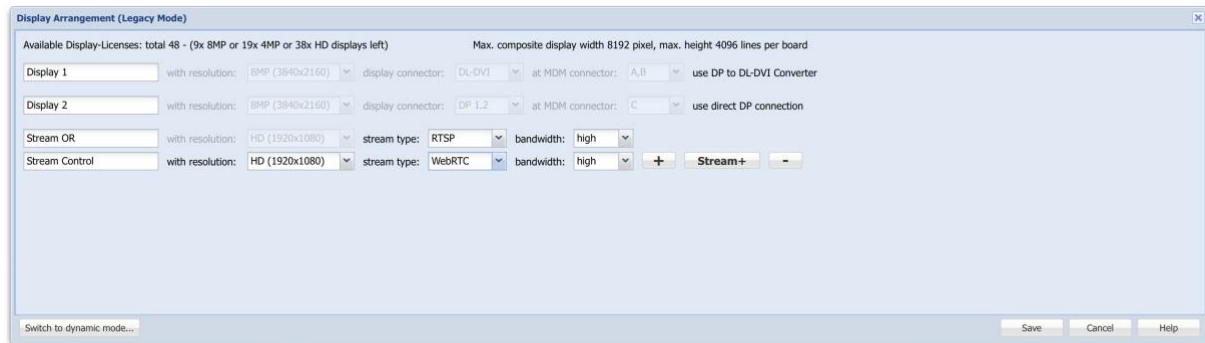 Display Arrangement (Legacy Mode)
Available Display-Licenses: total 48 - (9x 8MP or 19x 4MP or 38x HD displays left) Max. composite display width 8192 pixel, max. height 4096 lines per board
Display 1 with resolution: 8MP (3840x2160) display connector: DL-DVI at MDM connector: A,B use DP to DL-DVI Converter
Display 2 with resolution: 8MP (3840x2160) display connector: DP 1.2 at MDM connector: C use direct DP connection
Stream OR with resolution: HD (1920x1080) stream type: RTSP bandwidth: high
Stream Control with resolution: HD (1920x1080) stream type: WebRTC bandwidth: high + Stream+ -
Switch to dynamic mode... Save Cancel Help